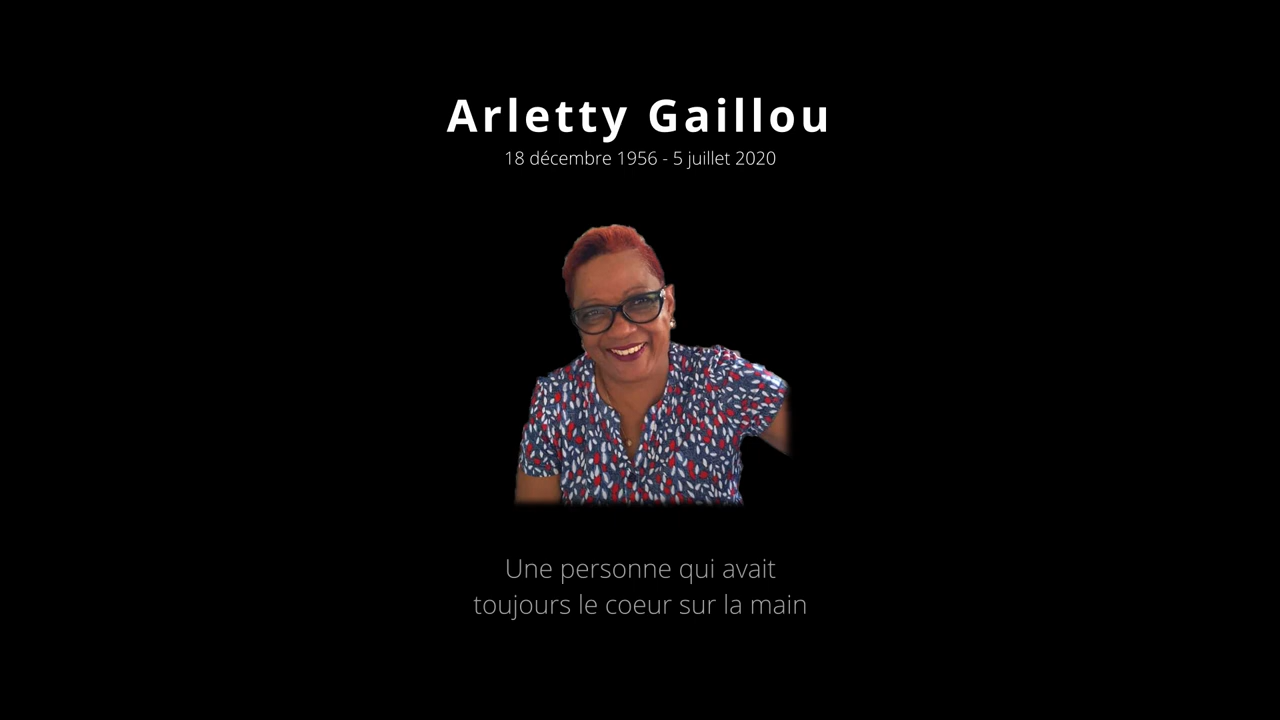 Arletty Gaillou
18 décembre 1956 - 5 juillet 2020
Une personne qui avait
toujours le coeur sur la main